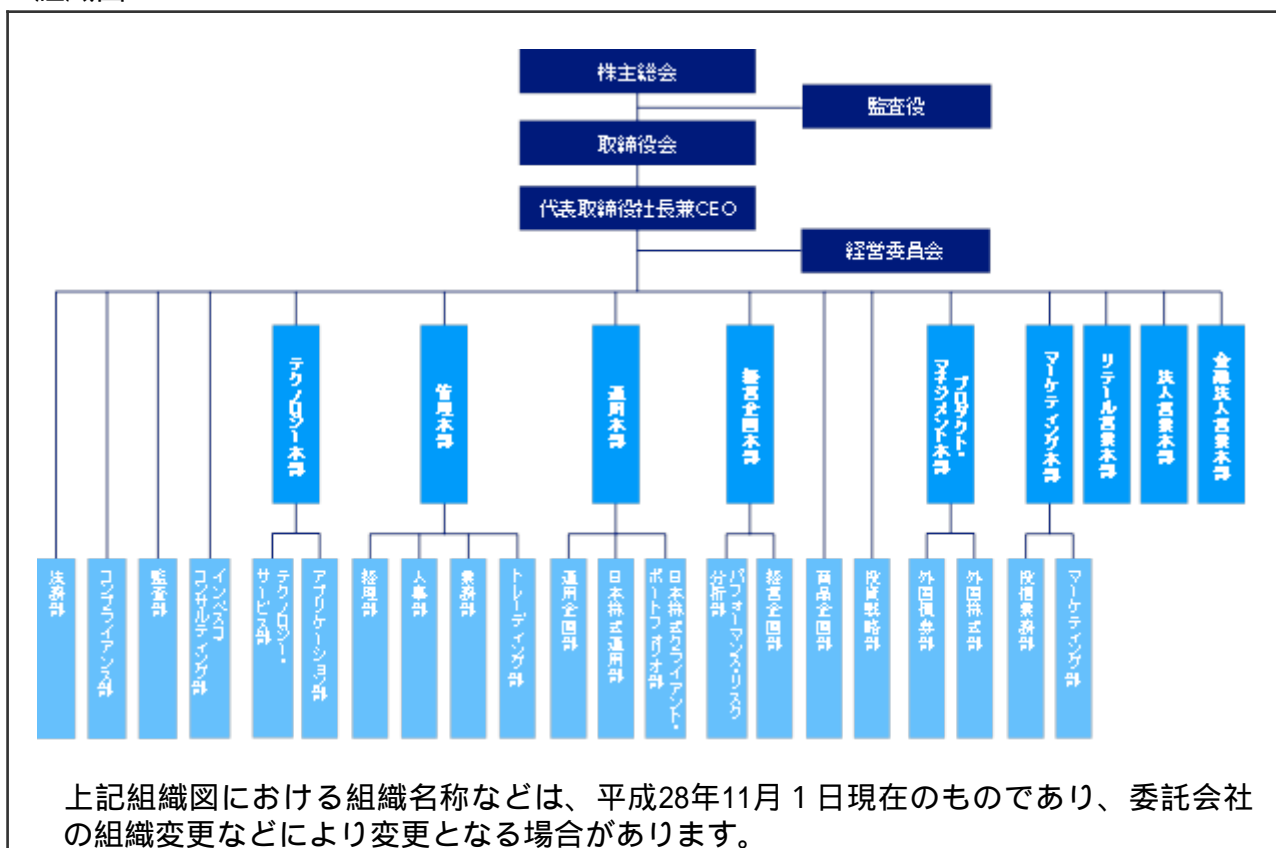 株主総会
監査役
取締役会
代表取締役社長兼CEO
経営委員会
テクノロジー本部
管理本部
運用本部
経営企画本部
プロダクト・
マネジメント本部
マーケティング本部
リテール営業本部
法人営業本部
金融法人営業本部
法務部
コンプライアンス部
監査部
インベスコ
コンサルティング部
テクノロジー・
サービス部
アプリケーション部
経理部
人事部
業務部
トレーディング部
運用企画部
日本株式運用部
日本株式クライアント・
ポートフォリオ部
パフォーマンス・リスク
分析部
経営企画部
商品企画部
投資戦略部
外国債券部
外国株式部
投信業務部
マーケティング部
上記組織図における組織名称などは、平成28年11月1日現在のものであり、委託会社
の組織変更などにより変更となる場合があります。